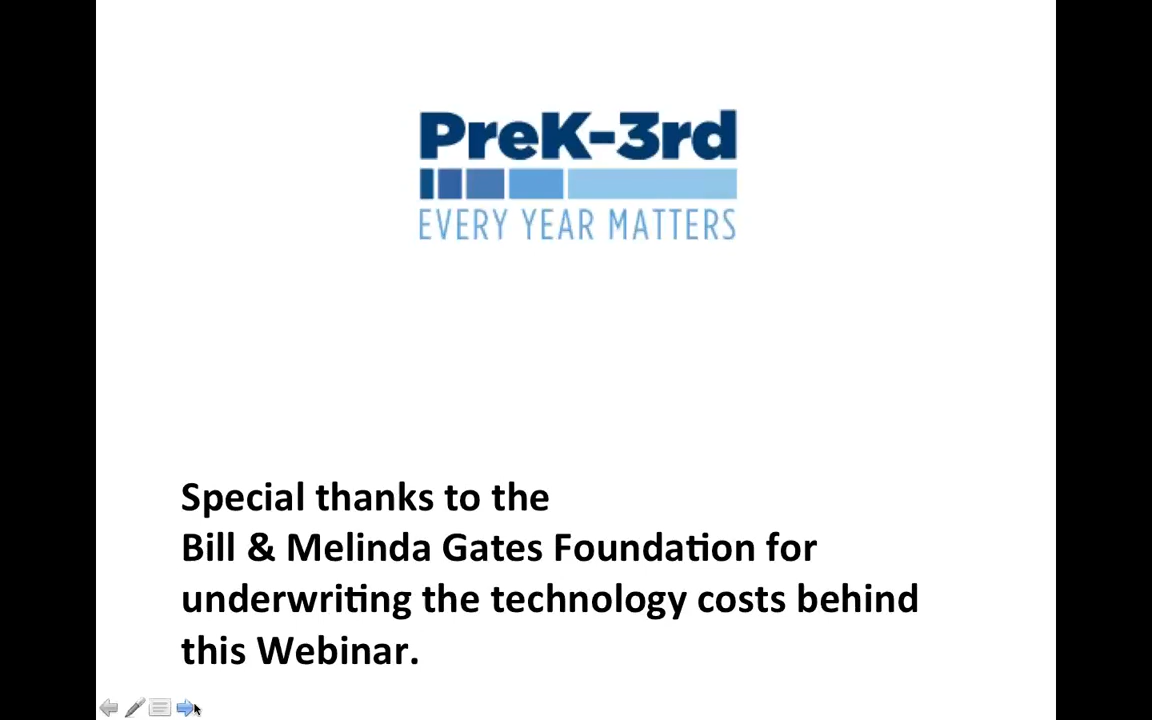 PreK-3rd
EVERY YEAR MATTERS
Special thanks to the
Bill & Melinda Gates Foundation for
underwriting the technology costs behind
this Webinar.